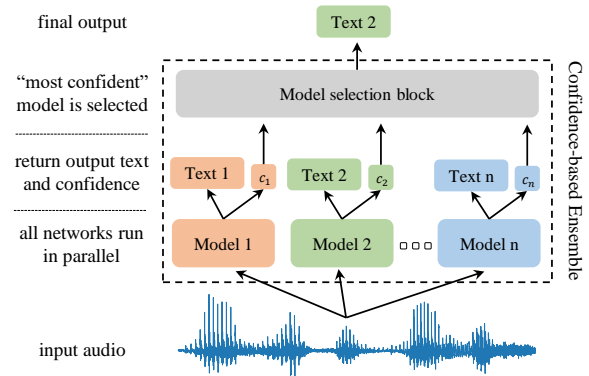 final output
Text 2
“most confident”
model is selected
Model selection block
return output text
and confidence
Text 1
c₁
Text 2
c₂
Text n
cₙ
all networks run
in parallel
Model 1
Model 2
Model n
Confidence-based Ensemble
input audio